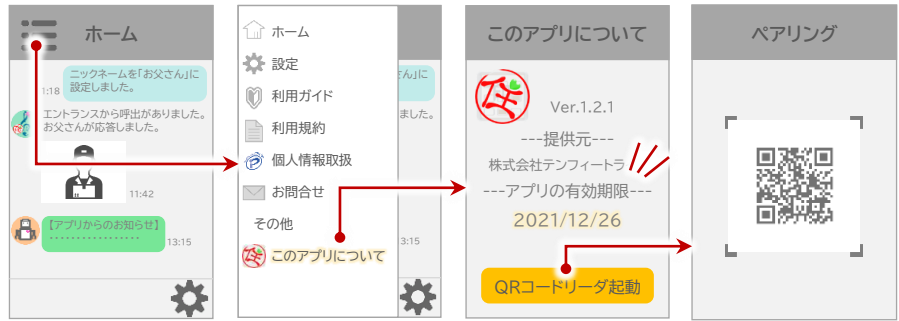 ホーム
ニックネームを「お父さん」に
設定しました。
1:18
エントランスから呼出がありました。
お父さんが応答しました。
11:42
【アプリからのお知らせ】
・・・・・・・・・・・・・・・・・
13:15
ホーム
設定
利用ガイド
利用規約
個人情報取扱
お問合せ
その他
このアプリについて
さん」に
ました。
3:15
このアプリについて
住
Ver.1.2.1
---提供元---
株式会社テンフィートラ
---アプリの有効期限---
2021/12/26
QRコードリーダ起動
ペアリング